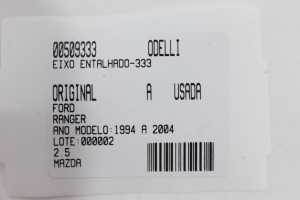 00509333 ODELLI
EIXO ENTALHADO-333
ORIGINAL A USADA
FORD
RANGER
ANO MODELO:1994 A 2004
LOTE:000002
2.5
MAZDA